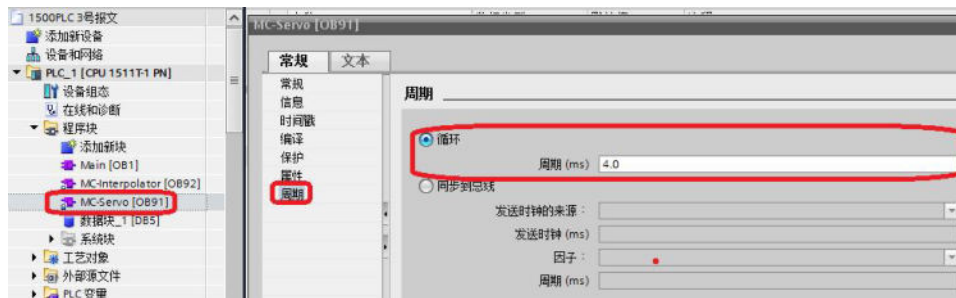 1500PLC 3号报文
添加新设备
设备和网络
PLC_1 [CPU 1511T-1 PN]
设备组态
在线和诊断
程序块
添加新块
Main [OB1]
MC-Interpolator [OB92]
MC-Servo [OB91]
数据块_1 [DB5]
系统块
工艺对象
外部源文件
PLC 变量
MC-Servo [OB91]
常规
文本
常规
信息
时间戳
编译
保护
属性
周期
周期
循环
周期 (ms)
4.0
同步到总线
发送时钟的来源：
发送时钟 (ms)
因子：
周期 (ms)